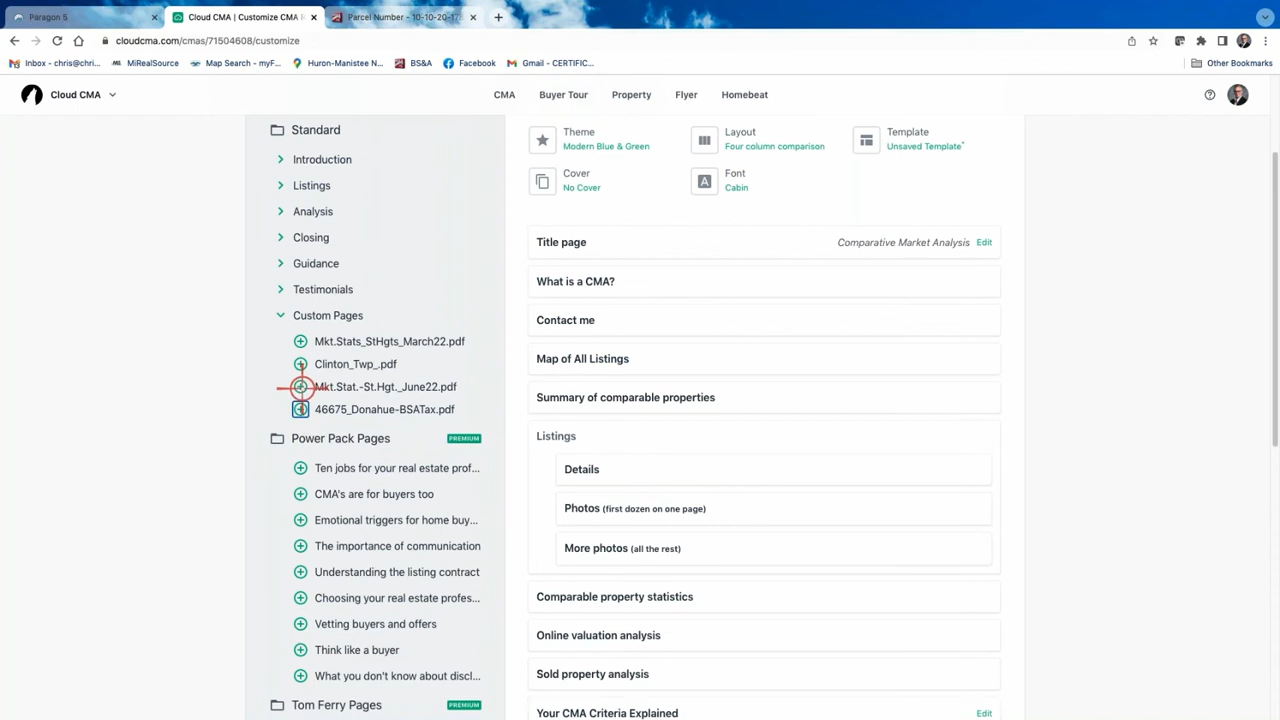 Paragon 5
Cloud CMA | Customize CMA R
Parcel Number - 10-10-20-17
cloudcma.com/cmas/71504608/customize
Inbox - chris@chri...
MiRealSource
Map Search - myF...
Huron-Manistee N...
BS&A
Facebook
Gmail - CERTIFIC...
Other Bookmarks
Cloud CMA
CMA
Buyer Tour
Property
Flyer
Homebeat
Standard
Introduction
Listings
Analysis
Closing
Guidance
Testimonials
Custom Pages
Mkt.Stats_StHgts_March22.pdf
Clinton_Twp_.pdf
Mkt.Stat.-St.Hgt._June22.pdf
46675_Donahue-BSATax.pdf
Power Pack Pages
PREMIUM
Ten jobs for your real estate prof...
CMA's are for buyers too
Emotional triggers for home buy...
The importance of communication
Understanding the listing contract
Choosing your real estate profes...
Vetting buyers and offers
Think like a buyer
What you don't know about discl...
Tom Ferry Pages
PREMIUM
Theme
Modern Blue & Green
Layout
Four column comparison
Template
Unsaved Template*
Cover
No Cover
Font
Cabin
Title page
Comparative Market Analysis
Edit
What is a CMA?
Contact me
Map of All Listings
Summary of comparable properties
Listings
Details
Photos (first dozen on one page)
More photos (all the rest)
Comparable property statistics
Online valuation analysis
Sold property analysis
Your CMA Criteria Explained
Edit